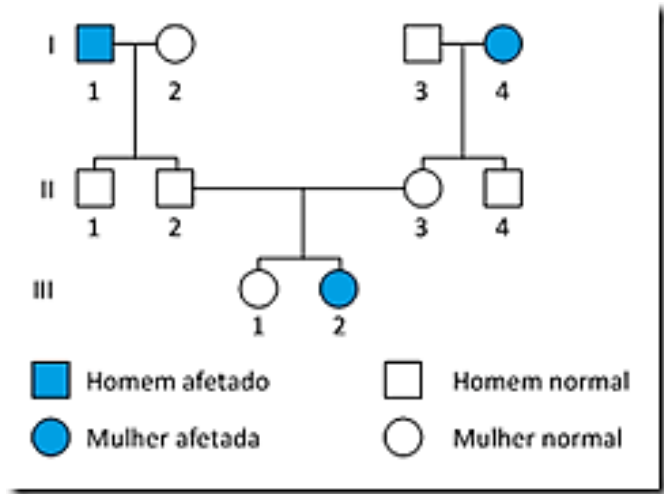 I
1 2 3 4
II
1 2 3 4
III
1 2
Homem afetado Homem normal
Mulher afetada Mulher normal